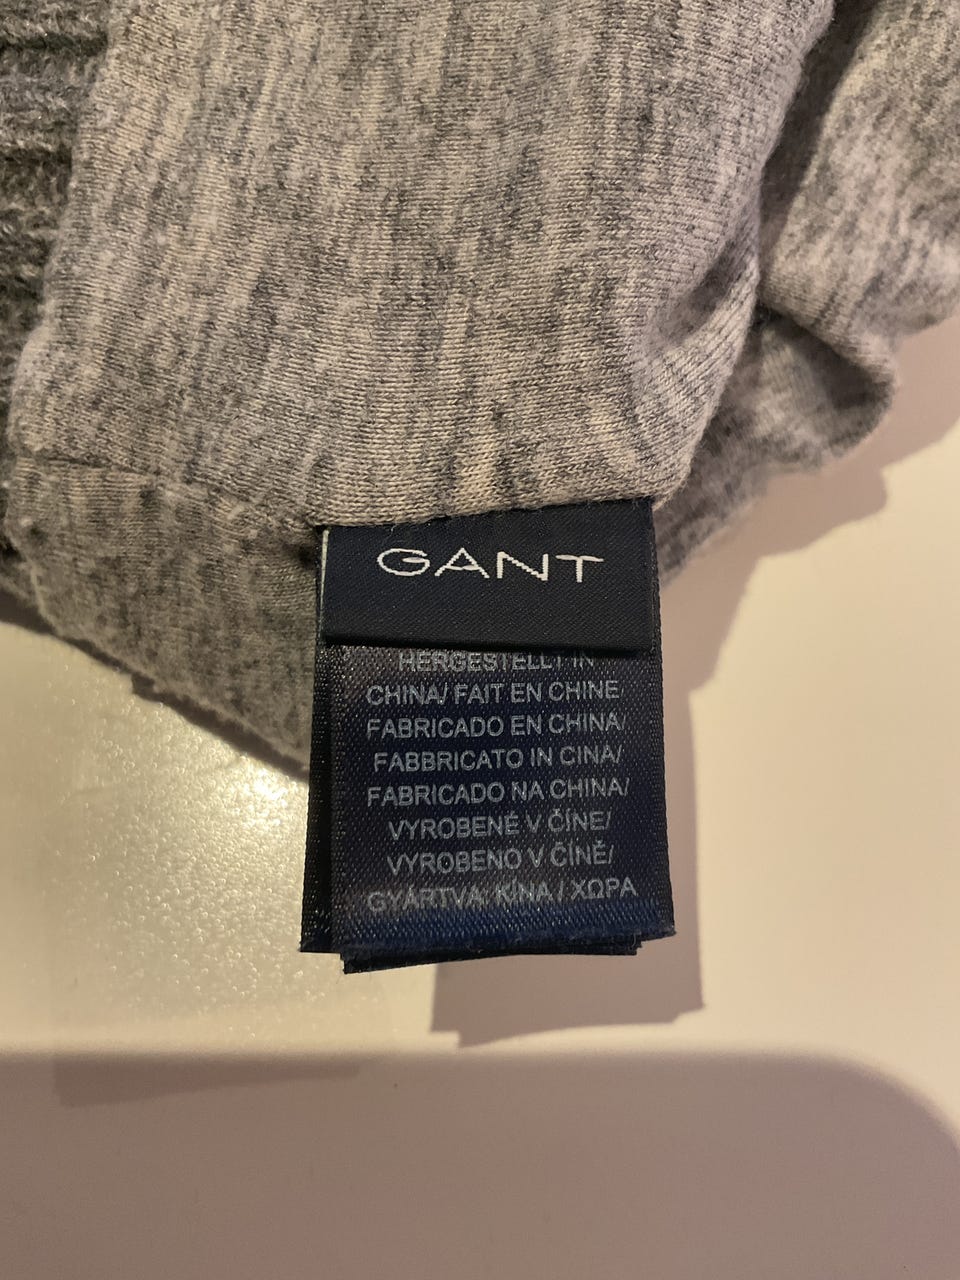 GANT
HERGESTELLT IN
CHINA/ FAIT EN CHINE
FABRICADO EN CHINA/
FABBRICATO IN CINA/
FABRICADO NA CHINA/
VYROBENÉ V ČÍNE/
VYROBENO V ČÍNĚ/
GYÁRTVA: KÍNA / ΧΩΡΑ